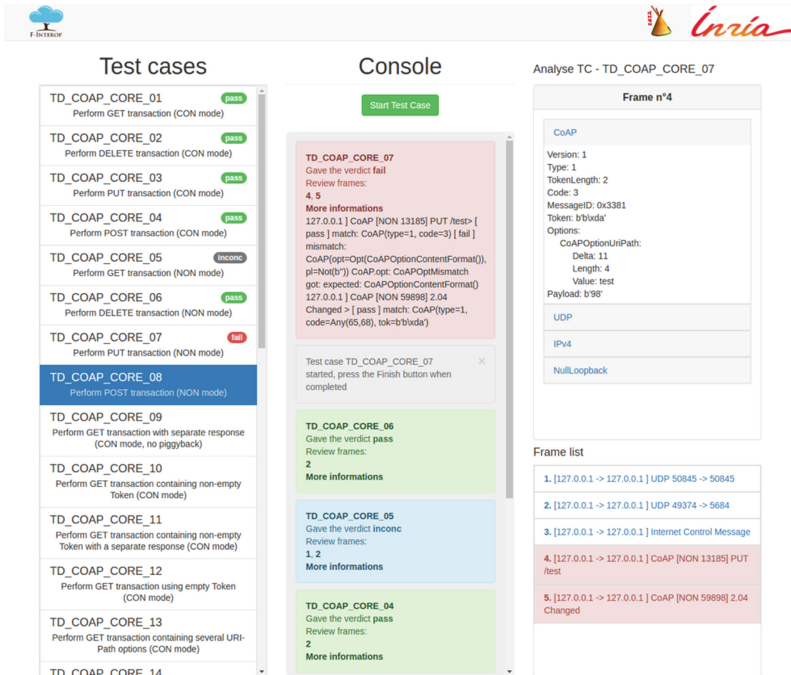 F-INTEROP
Inria
Test cases
TD_COAP_CORE_01 pass
Perform GET transaction (CON mode)
TD_COAP_CORE_02 pass
Perform DELETE transaction (CON mode)
TD_COAP_CORE_03 pass
Perform PUT transaction (CON mode)
TD_COAP_CORE_04 pass
Perform POST transaction (CON mode)
TD_COAP_CORE_05 inconc
Perform GET transaction (NON mode)
TD_COAP_CORE_06 pass
Perform DELETE transaction (NON mode)
TD_COAP_CORE_07 fail
Perform PUT transaction (NON mode)
TD_COAP_CORE_08
Perform POST transaction (NON mode)
TD_COAP_CORE_09
Perform GET transaction with separate response
(CON mode, no piggyback)
TD_COAP_CORE_10
Perform GET transaction containing non-empty
Token (CON mode)
TD_COAP_CORE_11
Perform GET transaction containing non-empty
Token with a separate response (CON mode)
TD_COAP_CORE_12
Perform GET transaction using empty Token
(CON mode)
TD_COAP_CORE_13
Perform GET transaction containing several URI-
Path options (CON mode)
TD_COAP_CORE_14
Console
Start Test Case
TD_COAP_CORE_07
Gave the verdict fail
Review frames:
4, 5
More informations
127.0.0.1 ] CoAP [NON 13185] PUT /test> [
pass ] match: CoAP(type=1, code=3) [ fail ]
mismatch:
CoAP(opt=Opt(CoAPOptionContentFormat()),
pl=Not(b'')) CoAP.opt: CoAPOptMismatch
got: expected: CoAPOptionContentFormat()
127.0.0.1 ] CoAP [NON 59898] 2.04
Changed > [ pass ] match: CoAP(type=1,
code=Any(65,68), tok=b'b\xda')
Test case TD_COAP_CORE_07 ×
started, press the Finish button when
completed
TD_COAP_CORE_06
Gave the verdict pass
Review frames:
2
More informations
TD_COAP_CORE_05
Gave the verdict inconc
Review frames:
1, 2
More informations
TD_COAP_CORE_04
Gave the verdict pass
Review frames:
2
More informations
Analyse TC - TD_COAP_CORE_07
Frame n°4
CoAP
Version: 1
Type: 1
TokenLength: 2
Code: 3
MessageID: 0x3381
Token: b'b\xda'
Options:
CoAPOptionUriPath:
Delta: 11
Length: 4
Value: test
Payload: b'98'
UDP
IPv4
NullLoopback
Frame list
1. [127.0.0.1 -> 127.0.0.1 ] UDP 50845 -> 50845
2. [127.0.0.1 -> 127.0.0.1 ] UDP 49374 -> 5684
3. [127.0.0.1 -> 127.0.0.1 ] Internet Control Message
4. [127.0.0.1 -> 127.0.0.1 ] CoAP [NON 13185] PUT
/test
5. [127.0.0.1 -> 127.0.0.1 ] CoAP [NON 59898] 2.04
Changed